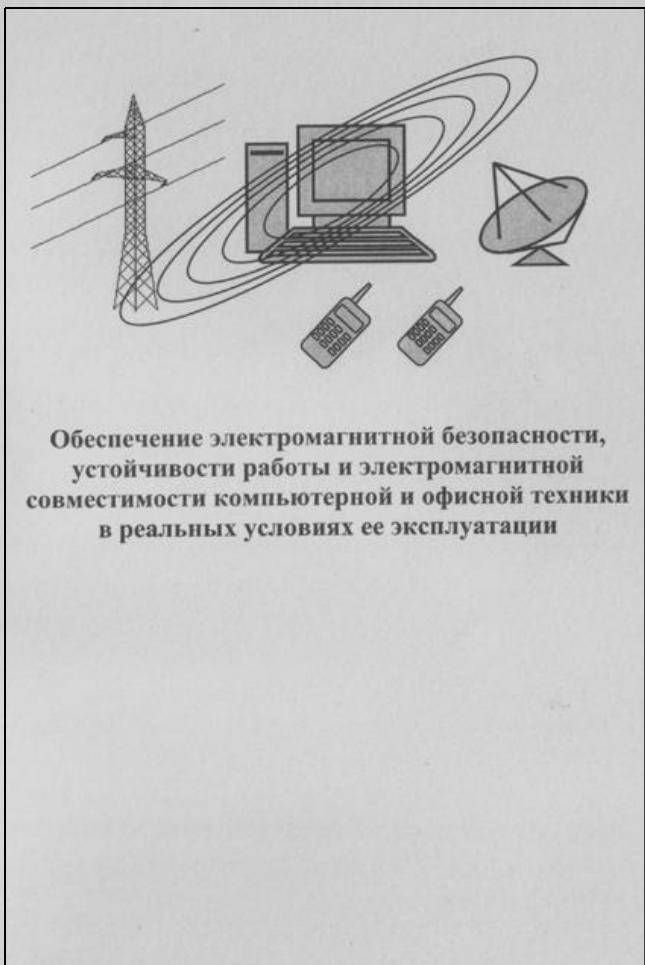 Обеспечение электромагнитной безопасности,
устойчивости работы и электромагнитной
совместимости компьютерной и офисной техники
в реальных условиях ее эксплуатации